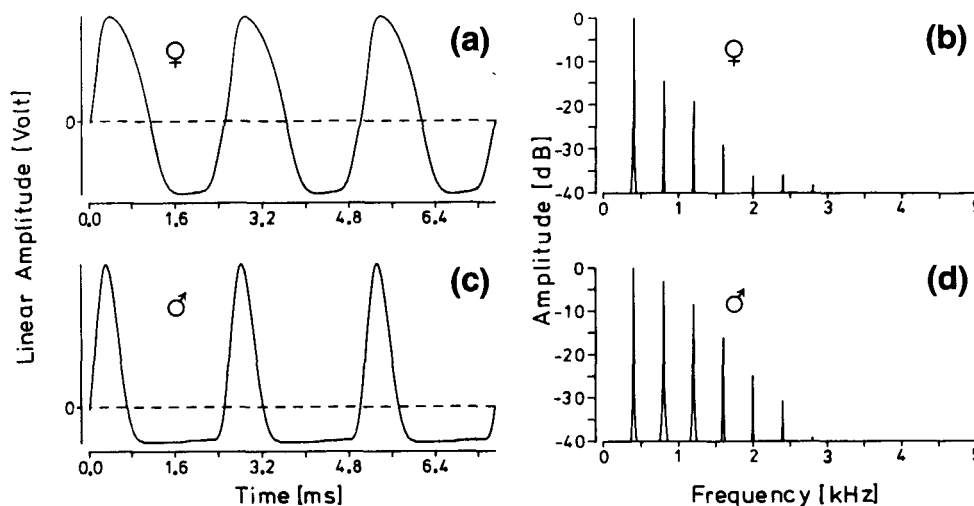 Linear Amplitude [Volt]
(a)
♀
0
0.0 1.6 3.2 4.8 6.4
(b)
♀
Amplitude [dB]
0
-10
-20
-30
-40
0 1 2 3 4 5
(c)
♂
0
0.0 1.6 3.2 4.8 6.4
Time [ms]
(d)
♂
0
-10
-20
-30
-40
0 1 2 3 4 5
Frequency [kHz]